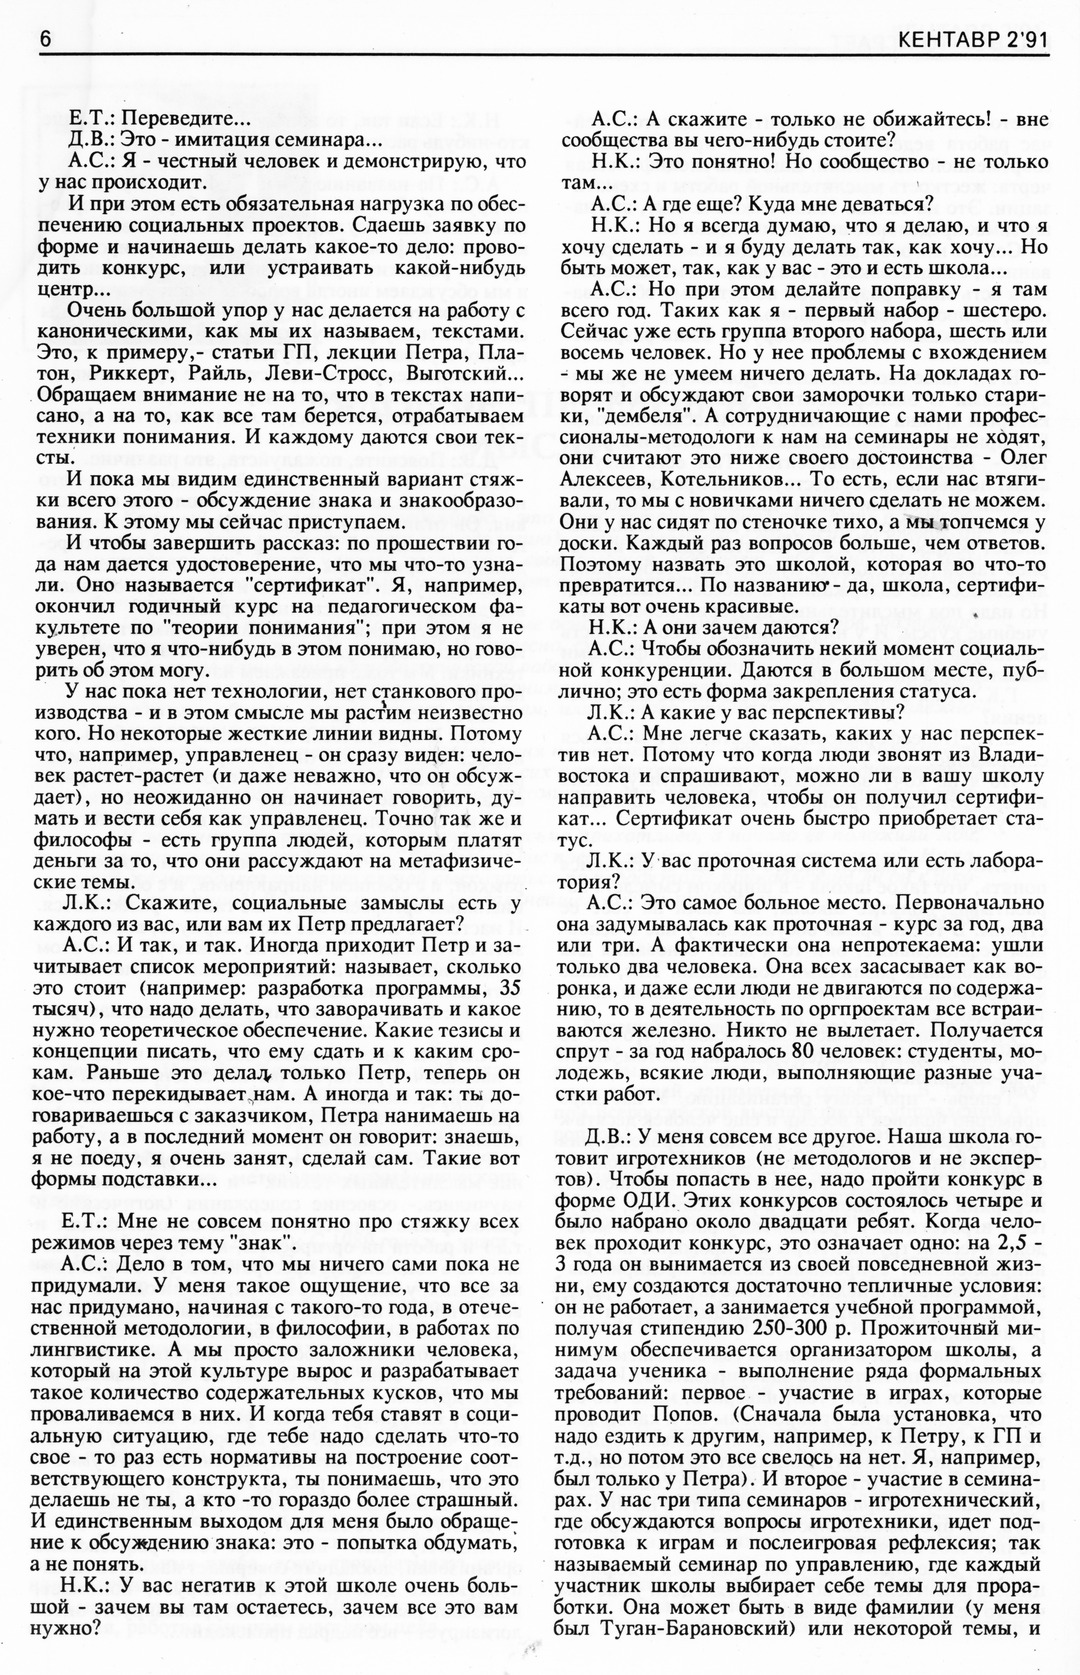 6
КЕНТАВР 2'91
Е.Т.: Переведите...
Д.В.: Это - имитация семинара...
А.С.: Я - честный человек и демонстрирую, что
у нас происходит.
И при этом есть обязательная нагрузка по обес-
печению социальных проектов. Сдаешь заявку по
форме и начинаешь делать какое-то дело: прово-
дить конкурс, или устраивать какой-нибудь
центр...
Очень большой упор у нас делается на работу с
каноническими, как мы их называем, текстами.
Это, к примеру,- статьи ГП, лекции Петра, Пла-
тон, Риккерт, Райль, Леви-Стросс, Выготский...
Обращаем внимание не на то, что в текстах напи-
сано, а на то, как все там берется, отрабатываем
техники понимания. И каждому даются свои тек-
сты.
И пока мы видим единственный вариант стяж-
ки всего этого - обсуждение знака и знакообразо-
вания. К этому мы сейчас приступаем.
И чтобы завершить рассказ: по прошествии го-
да нам дается удостоверение, что мы что-то узна-
ли. Оно называется "сертификат". Я, например,
окончил годичный курс на педагогическом фа-
культете по "теории понимания"; при этом я не
уверен, что я что-нибудь в этом понимаю, но гово-
рить об этом могу.
У нас пока нет технологии, нет станкового про-
изводства - и в этом смысле мы растим неизвестно
кого. Но некоторые жесткие линии видны. Потому
что, например, управленец - он сразу виден: чело-
век растет-растет (и даже неважно, что он обсуж-
дает), но неожиданно он начинает говорить, ду-
мать и вести себя как управленец. Точно так же и
философы - есть группа людей, которым платят
деньги за то, что они рассуждают на метафизиче-
ские темы.
Л.К.: Скажите, социальные замыслы есть у
каждого из вас, или вам их Петр предлагает?
А.С.: И так, и так. Иногда приходит Петр и за-
читывает список мероприятий: называет, сколько
это стоит (например: разработка программы, 35
тысяч), что надо делать, что заворачивать и какое
нужно теоретическое обеспечение. Какие тезисы и
концепции писать, что ему сдать и к каким сро-
кам. Раньше это делал только Петр, теперь он
кое-что перекидывает нам. А иногда и так: ты до-
говариваешься с заказчиком, Петра нанимаешь на
работу, а в последний момент он говорит: знаешь,
я не поеду, я очень занят, сделай сам. Такие вот
формы подставки...
Е.Т.: Мне не совсем понятно про стяжку всех
режимов через тему "знак".
А.С.: Дело в том, что мы ничего сами пока не
придумали. У меня такое ощущение, что все за
нас придумано, начиная с такого-то года, в отече-
ственной методологии, в философии, в работах по
лингвистике. А мы просто заложники человека,
который на этой культуре вырос и разрабатывает
такое количество содержательных кусков, что мы
проваливаемся в них. И когда тебя ставят в соци-
альную ситуацию, где тебе надо сделать что-то
свое - то раз есть нормативы на построение соот-
ветствующего конструкта, ты понимаешь, что это
делаешь не ты, а кто -то гораздо более страшный.
И единственным выходом для меня было обраще-
ние к обсуждению знака: это - попытка обдумать,
а не понять.
Н.К.: У вас негатив к этой школе очень боль-
шой - зачем вы там остаетесь, зачем все это вам
нужно?
А.С.: А скажите - только не обижайтесь! - вне
сообщества вы чего-нибудь стоите?
Н.К.: Это понятно! Но сообщество - не только
там...
А.С.: А где еще? Куда мне деваться?
Н.К.: Но я всегда думаю, что я делаю, и что я
хочу сделать - и я буду делать так, как хочу... Но
быть может, так, как у вас - это и есть школа...
А.С.: Но при этом делайте поправку - я там
всего год. Таких как я - первый набор - шестеро.
Сейчас уже есть группа второго набора, шесть или
восемь человек. Но у нее проблемы с вхождением
- мы же не умеем ничего делать. На докладах го-
ворят и обсуждают свои заморочки только стари-
ки, "дембеля". А сотрудничающие с нами профес-
сионалы-методологи к нам на семинары не ходят,
они считают это ниже своего достоинства - Олег
Алексеев, Котельников... То есть, если нас втяги-
вали, то мы с новичками ничего сделать не можем.
Они у нас сидят по стеночке тихо, а мы топчемся у
доски. Каждый раз вопросов больше, чем ответов.
Поэтому назвать это школой, которая во что-то
превратится... По названию - да, школа, сертифи-
каты вот очень красивые.
Н.К.: А они зачем даются?
А.С.: Чтобы обозначить некий момент социаль-
ной конкуренции. Даются в большом месте, пуб-
лично; это есть форма закрепления статуса.
Л.К.: А какие у вас перспективы?
А.С.: Мне легче сказать, каких у нас перспек-
тив нет. Потому что когда люди звонят из Влади-
востока и спрашивают, можно ли в вашу школу
направить человека, чтобы он получил сертифи-
кат... Сертификат очень быстро приобретает ста-
тус.
Л.К.: У вас проточная система или есть лабора-
тория?
А.С.: Это самое больное место. Первоначально
она задумывалась как проточная - курс за год, два
или три. А фактически она непротекаема: ушли
только два человека. Она всех засасывает как во-
ронка, и даже если люди не двигаются по содержа-
нию, то в деятельность по оргпроектам все встраи-
ваются железно. Никто не вылетает. Получается
спрут - за год набралось 80 человек: студенты, мо-
лодежь, всякие люди, выполняющие разные уча-
стки работ.
Д.В.: У меня совсем все другое. Наша школа го-
товит игротехников (не методологов и не экспер-
тов). Чтобы попасть в нее, надо пройти конкурс в
форме ОДИ. Этих конкурсов состоялось четыре и
было набрано около двадцати ребят. Когда чело-
век проходит конкурс, это означает одно: на 2,5 -
3 года он вынимается из своей повседневной жиз-
ни, ему создаются достаточно тепличные условия:
он не работает, а занимается учебной программой,
получая стипендию 250-300 р. Прожиточный ми-
нимум обеспечивается организатором школы, а
задача ученика - выполнение ряда формальных
требований: первое - участие в играх, которые
проводит Попов. (Сначала была установка, что
надо ездить к другим, например, к Петру, к ГП и
т.д., но потом это все свелось на нет. Я, например,
был только у Петра). И второе - участие в семина-
рах. У нас три типа семинаров - игротехнический,
где обсуждаются вопросы игротехники, идет под-
готовка к играм и послеигровая рефлексия; так
называемый семинар по управлению, где каждый
участник школы выбирает себе темы для прора-
ботки. Она может быть в виде фамилии (у меня
был Туган-Барановский) или некоторой темы, и